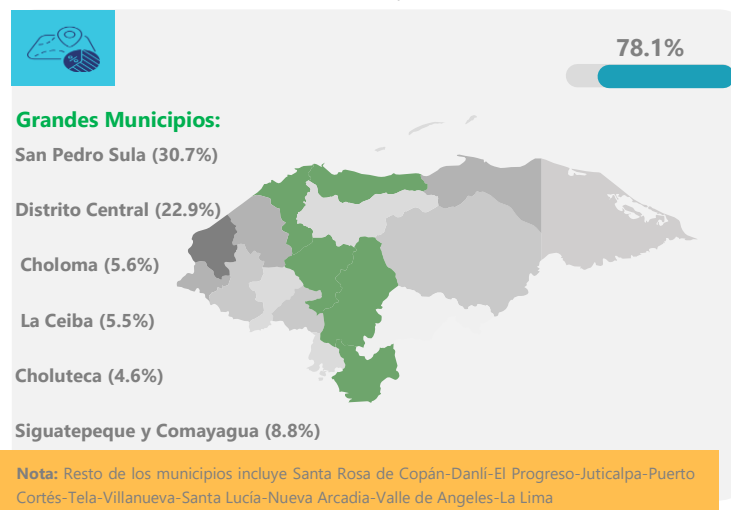 %
78.1%
Grandes Municipios:
San Pedro Sula (30.7%)
Distrito Central (22.9%)
Choloma (5.6%)
La Ceiba (5.5%)
Choluteca (4.6%)
Siguatepeque y Comayagua (8.8%)
Nota: Resto de los municipios incluye Santa Rosa de Copán-Danlí-El Progreso-Juticalpa-Puerto
Cortés-Tela-Villanueva-Santa Lucía-Nueva Arcadia-Valle de Angeles-La Lima